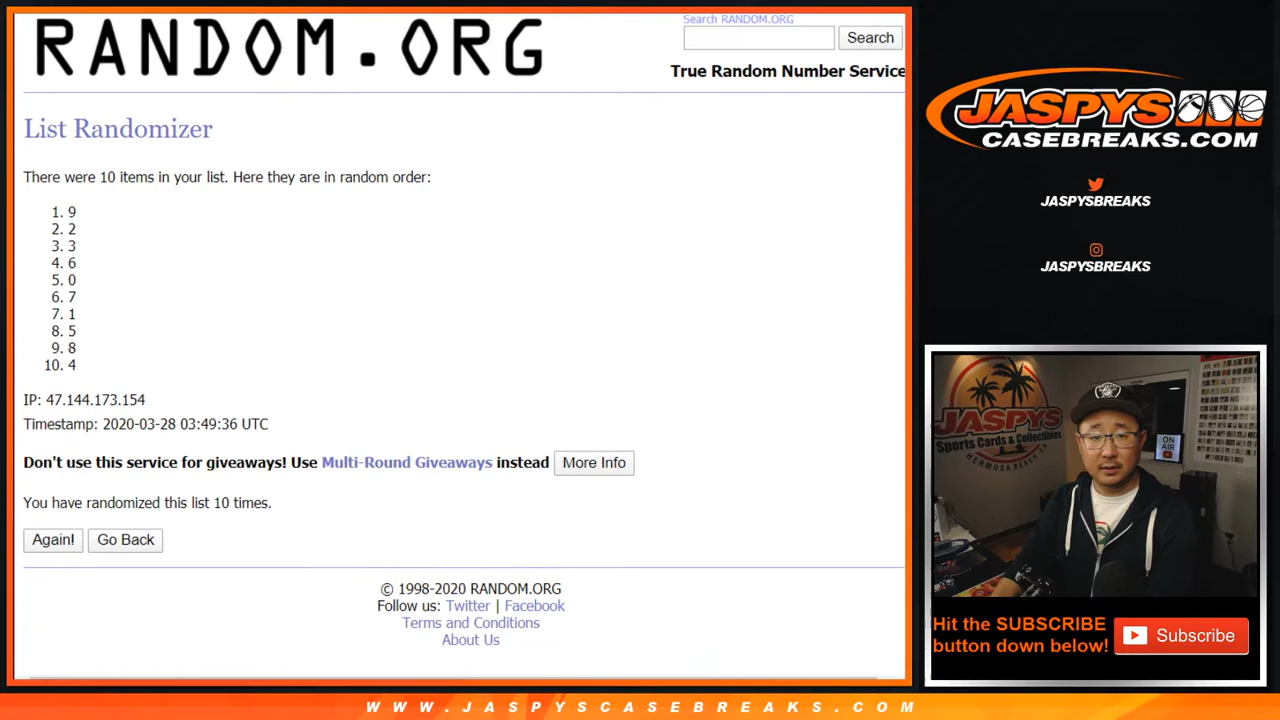 RANDOM.ORG
Search RANDOM.ORG
Search
True Random Number Service
List Randomizer
There were 10 items in your list. Here they are in random order:
1. 9
2. 2
3. 3
4. 6
5. 0
6. 7
7. 1
8. 5
9. 8
10. 4
IP: 47.144.173.154
Timestamp: 2020-03-28 03:49:36 UTC
Don't use this service for giveaways! Use Multi-Round Giveaways instead More Info
You have randomized this list 10 times.
Again! Go Back
© 1998-2020 RANDOM.ORG
Follow us: Twitter | Facebook
Terms and Conditions
About Us
JASPYS
CASEBREAKS.COM
JASPYSBREAKS
JASPYSBREAKS
JASPYS
Sports Cards & Collectibles
HERMOSA BEACH, CA
ON
AIR
Hit the SUBSCRIBE
button down below!
Subscribe
WWW.JASPYSCASEBREAKS.COM